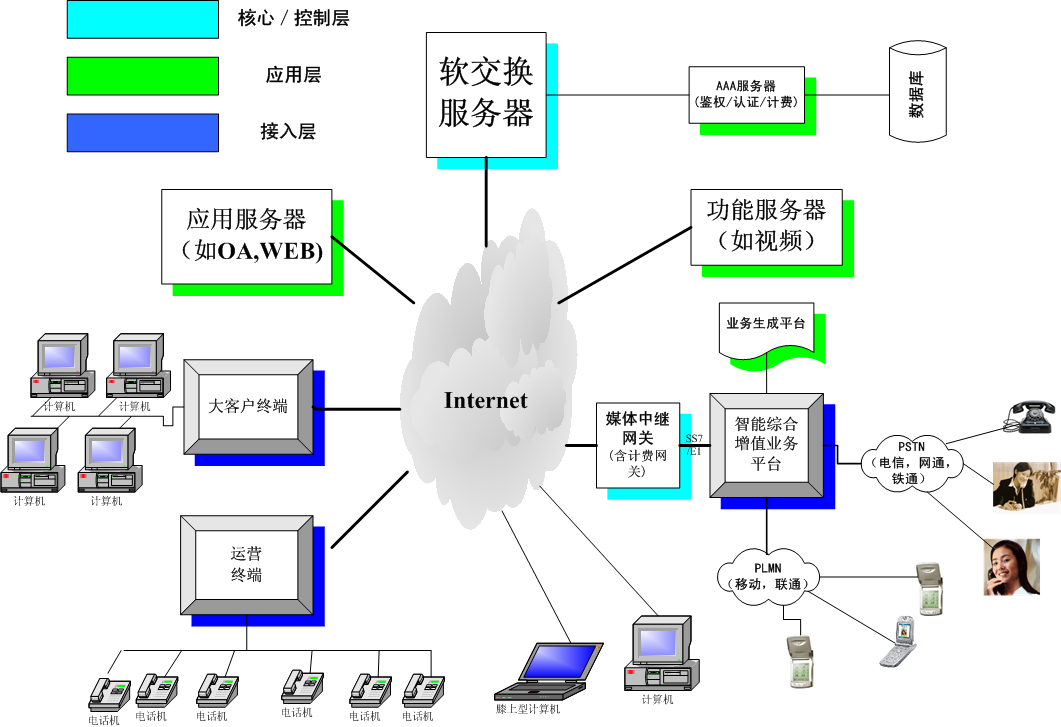 核心／控制层
应用层
接入层
软交换
服务器
AAA服务器
(鉴权/认证/计费)
数据库
应用服务器
（如OA,WEB)
功能服务器
（如视频）
业务生成平台
计算机
计算机
大客户终端
Internet
媒体中继
网关
(含计费网
关)
SS7
/E1
智能综合
增值业务
平台
PSTN
（电信，网通，
铁通）
计算机
计算机
运营
终端
PLMN
（移动，联通）
电话机
电话机
电话机
电话机
电话机
电话机
膝上型计算机
计算机